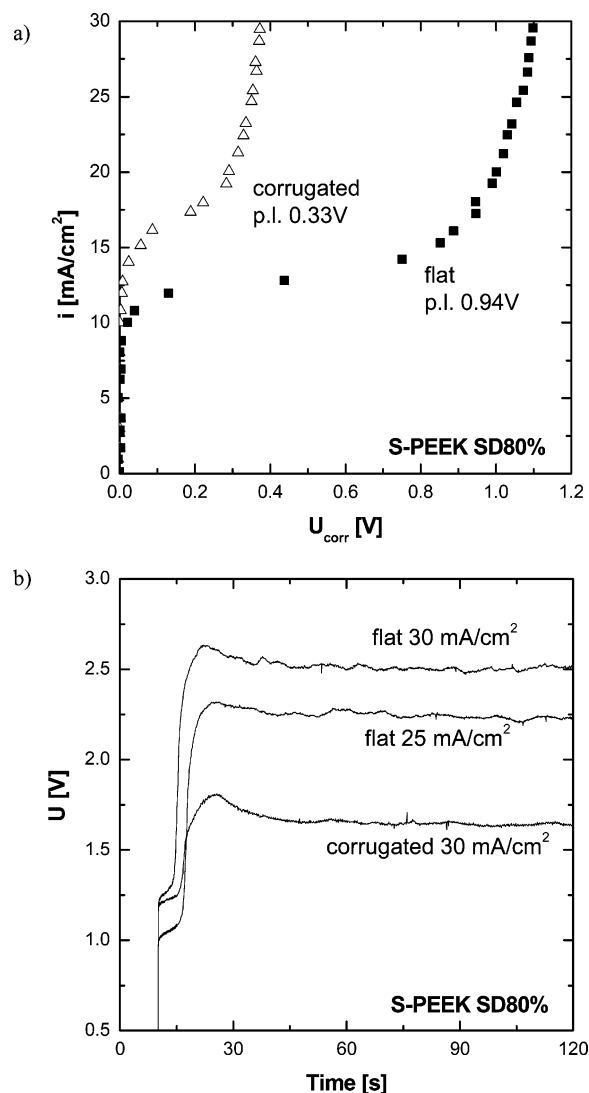 a)
30
25
20
15
10
5
0
i [mA/cm²]
corrugated
p.l. 0.33V
flat
p.l. 0.94V
S-PEEK SD80%
0.0 0.2 0.4 0.6 0.8 1.0 1.2
Ucorr [V]
b)
3.0
2.5
2.0
1.5
1.0
0.5
U [V]
flat 30 mA/cm²
flat 25 mA/cm²
corrugated 30 mA/cm²
S-PEEK SD80%
0 30 60 90 120
Time [s]